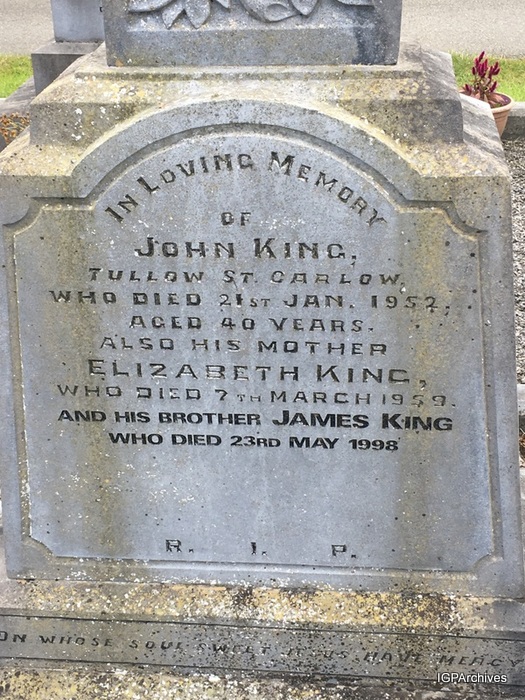 IN LOVING MEMORY
OF
JOHN KING,
TULLOW ST. CARLOW,
WHO DIED 21ST JAN. 1952,
AGED 40 YEARS.
ALSO HIS MOTHER
ELIZABETH KING,
WHO DIED 7TH MARCH 1959.
AND HIS BROTHER JAMES KING
WHO DIED 23RD MAY 1998
R. I. P.
ON WHOSE SOUL SWEET JESUS HAVE MERCY
IGPArchives